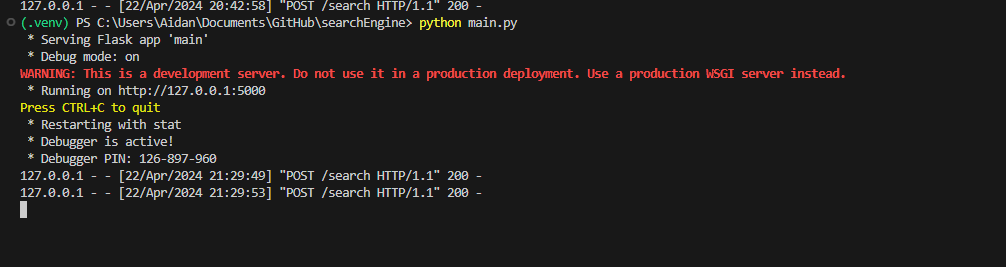 127.0.0.1 - - [22/Apr/2024 20:42:58] "POST /search HTTP/1.1" 200 -
(.venv) PS C:\Users\Aidan\Documents\GitHub\searchEngine> python main.py
 * Serving Flask app 'main'
 * Debug mode: on
WARNING: This is a development server. Do not use it in a production deployment. Use a production WSGI server instead.
 * Running on http://127.0.0.1:5000
Press CTRL+C to quit
 * Restarting with stat
 * Debugger is active!
 * Debugger PIN: 126-897-960
127.0.0.1 - - [22/Apr/2024 21:29:49] "POST /search HTTP/1.1" 200 -
127.0.0.1 - - [22/Apr/2024 21:29:53] "POST /search HTTP/1.1" 200 -